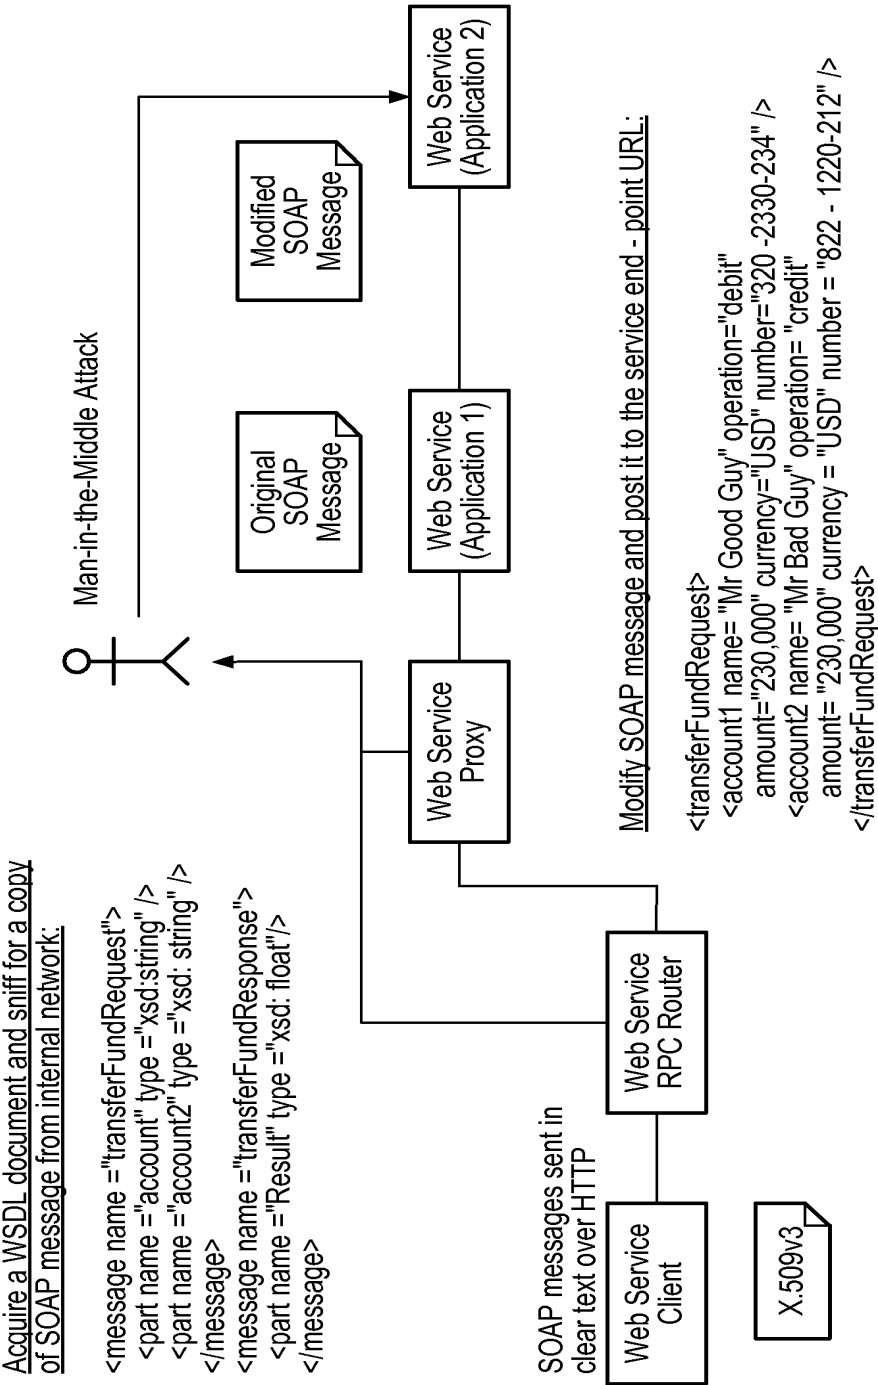 Acquire a WSDL document and sniff for a copy
of SOAP message from internal network:
<message name ="transferFundRequest">
<part name ="account" type ="xsd:string" />
<part name ="account2" type ="xsd: string" />
</message>
<message name ="transferFundResponse">
<part name ="Result" type ="xsd: float"/>
</message>
Man-in-the-Middle Attack
Original
SOAP
Message
Modified
SOAP
Message
SOAP messages sent in
clear text over HTTP
Web Service
Client
Web Service
RPC Router
Web Service
Proxy
Web Service
(Application 1)
Web Service
(Application 2)
X.509v3
Modify SOAP message and post it to the service end - point URL:
<transferFundRequest>
<account1 name= "Mr Good Guy" operation="debit"
amount="230,000" currency="USD" number="320 -2330-234" />
<account2 name= "Mr Bad Guy" operation= "credit"
amount= "230,000" currency = "USD" number = "822 - 1220-212" />
</transferFundRequest>